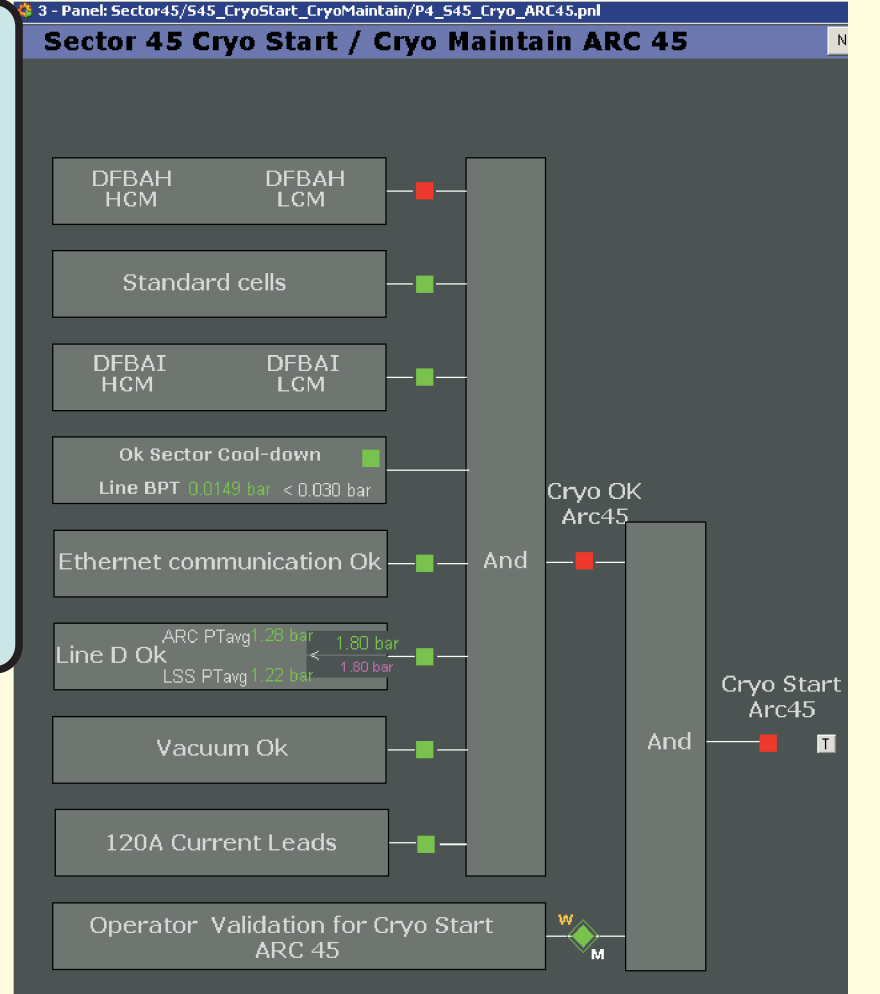 3 - Panel: Sector45/S45_CryoStart_CryoMaintain/P4_S45_Cryo_ARC45.pnl
Sector 45 Cryo Start / Cryo Maintain ARC 45
N
DFBAH DFBAH
HCM LCM
Standard cells
DFBAI DFBAI
HCM LCM
Ok Sector Cool-down
Line BPT 0.0149 bar < 0.030 bar
Cryo OK
Arc45
Ethernet communication Ok
And
Line D Ok
ARC PTavg 1.28 bar
LSS PTavg 1.22 bar
<
1.80 bar
1.80 bar
Cryo Start
Arc45
Vacuum Ok
And
T
120A Current Leads
Operator Validation for Cryo Start
ARC 45
W
M